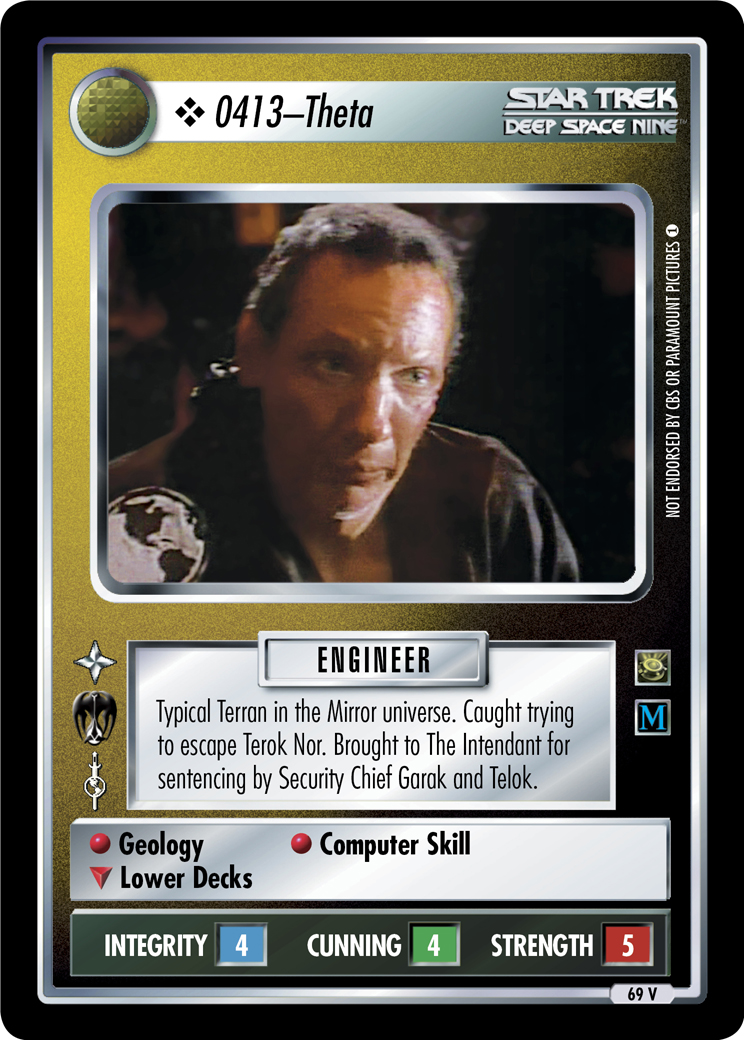 ❖ 0413–Theta
STAR TREK
DEEP SPACE NINE™
NOT ENDORSED BY CBS OR PARAMOUNT PICTURES 1
ENGINEER
Typical Terran in the Mirror universe. Caught trying
to escape Terok Nor. Brought to The Intendant for
sentencing by Security Chief Garak and Telok.
M
Geology Computer Skill
Lower Decks
INTEGRITY 4 CUNNING 4 STRENGTH 5
69 V